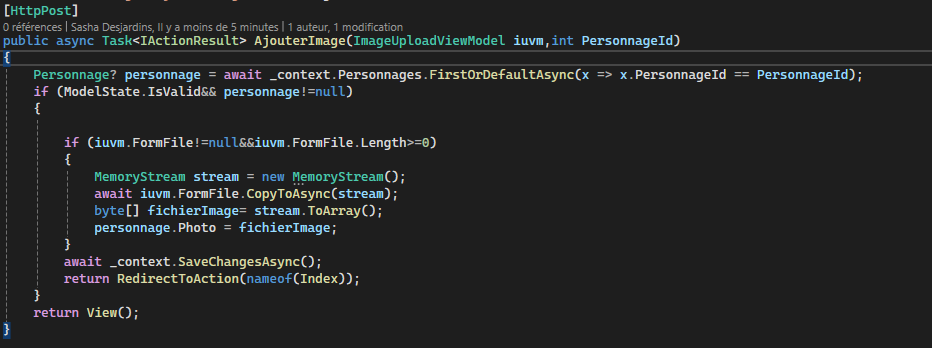 [HttpPost]
0 références | Sasha Desjardins, Il y a moins de 5 minutes | 1 auteur, 1 modification
public async Task<IActionResult> AjouterImage(ImageUploadViewModel iuvm,int PersonnageId)
{
Personnage? personnage = await _context.Personnages.FirstOrDefaultAsync(x => x.PersonnageId == PersonnageId);
if (ModelState.IsValid&& personnage!=null)
{
if (iuvm.FormFile!=null&&iuvm.FormFile.Length>=0)
{
MemoryStream stream = new MemoryStream();
await iuvm.FormFile.CopyToAsync(stream);
byte[] fichierImage= stream.ToArray();
personnage.Photo = fichierImage;
}
await _context.SaveChangesAsync();
return RedirectToAction(nameof(Index));
}
return View();
}